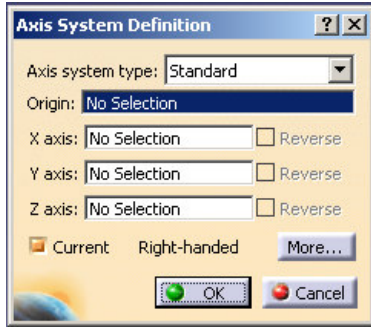 Axis System Definition ? X
Axis system type: Standard
Origin: No Selection
X axis: No Selection Reverse
Y axis: No Selection Reverse
Z axis: No Selection Reverse
Current Right-handed More...
OK Cancel